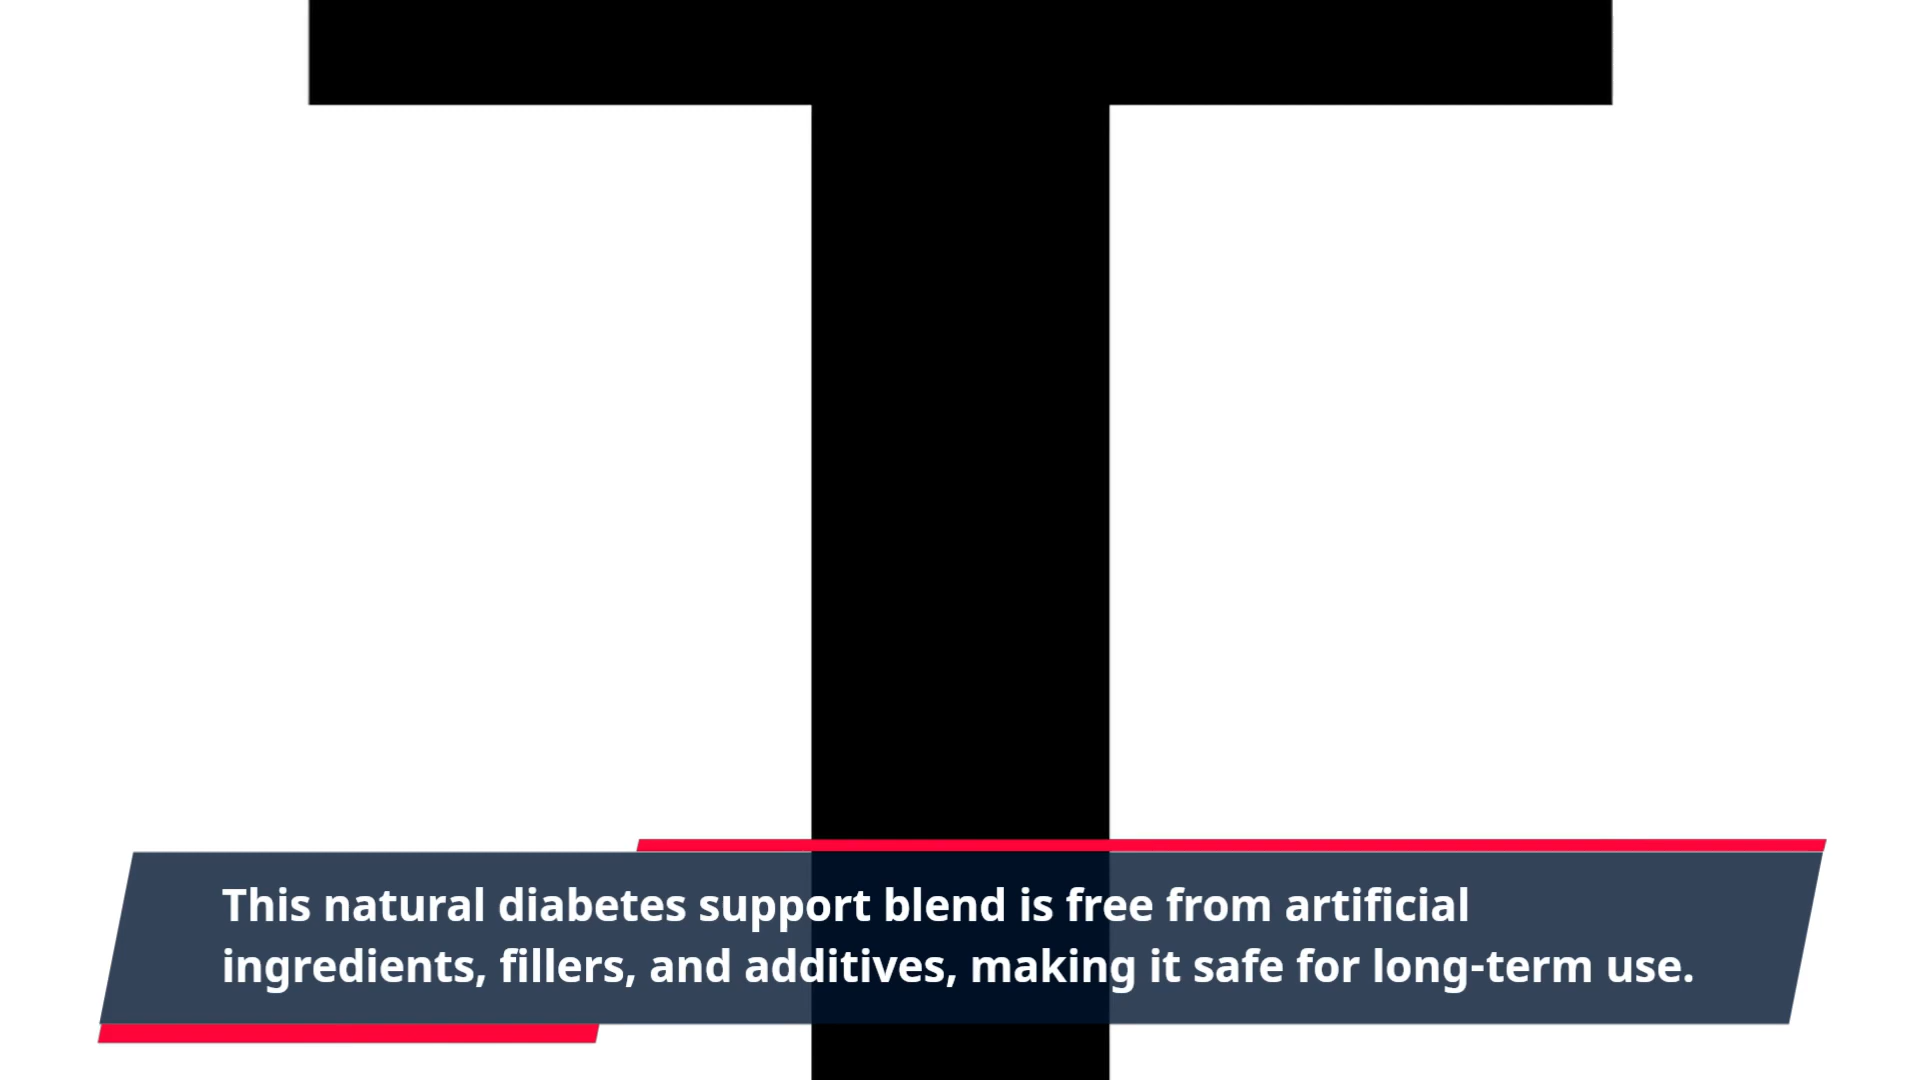 T
This natural diabetes support blend is free from artificial
ingredients, fillers, and additives, making it safe for long-term use.